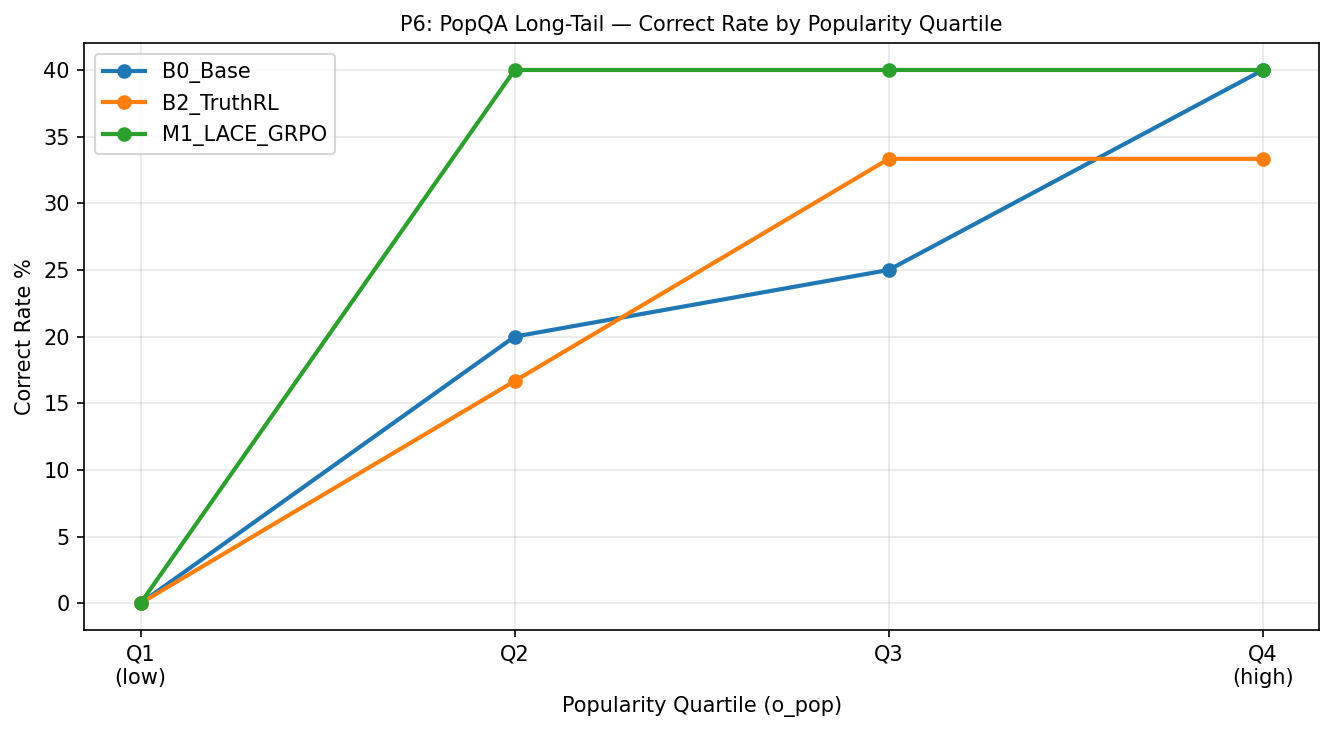 P6: PopQA Long-Tail — Correct Rate by Popularity Quartile
B0_Base
B2_TruthRL
M1_LACE_GRPO
Correct Rate %
40
35
30
25
20
15
10
5
0
Q1
(low)
Q2
Q3
Q4
(high)
Popularity Quartile (o_pop)